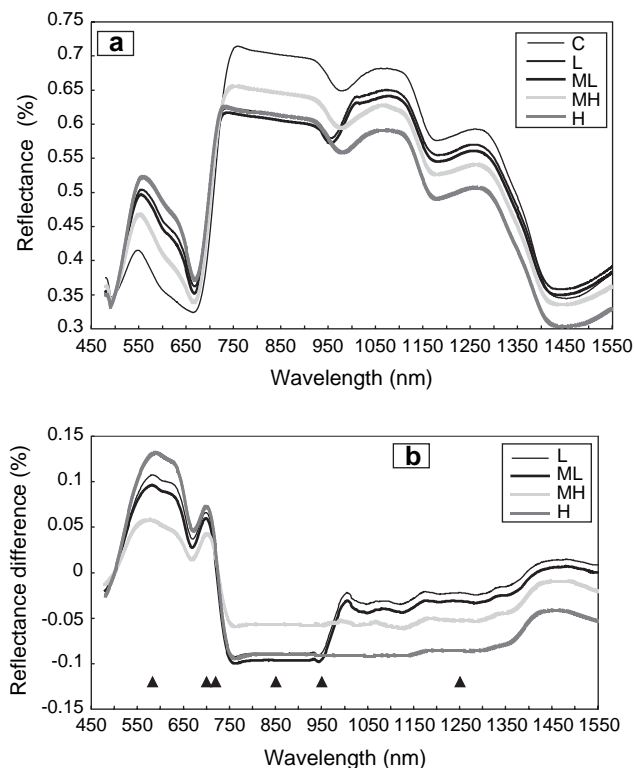 a
0.75
0.7
0.65
0.6
0.55
0.5
0.45
0.4
0.35
0.3
Reflectance (%)
C
L
ML
MH
H
450 550 650 750 850 950 1050 1150 1250 1350 1450 1550
Wavelength (nm)
b
0.15
0.1
0.05
0
-0.05
-0.1
-0.15
Reflectance difference (%)
L
ML
MH
H
450 550 650 750 850 950 1050 1150 1250 1350 1450 1550
Wavelength (nm)